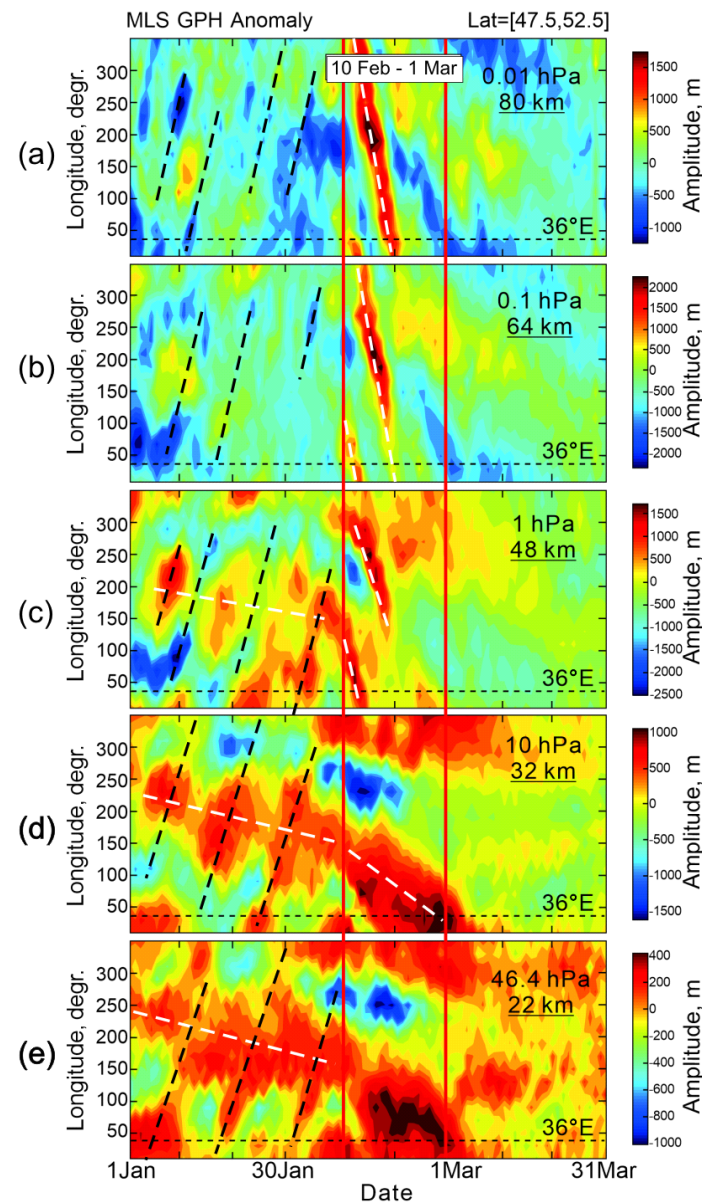 MLS GPH Anomaly Lat=[47.5,52.5]
(a)
Longitude, degr.
350
300
250
200
150
100
50
10 Feb - 1 Mar
0.01 hPa
80 km
36°E
1500
1000
500
0
-500
-1000
Amplitude, m
(b)
Longitude, degr.
350
300
250
200
150
100
50
0.1 hPa
64 km
36°E
2000
1500
1000
500
0
-500
-1000
-1500
-2000
Amplitude, m
(c)
Longitude, degr.
350
300
250
200
150
100
50
1 hPa
48 km
36°E
1500
1000
500
0
-500
-1000
-1500
-2000
-2500
Amplitude, m
(d)
Longitude, degr.
350
300
250
200
150
100
50
10 hPa
32 km
36°E
1000
500
0
-500
-1000
-1500
Amplitude, m
(e)
Longitude, degr.
350
300
250
200
150
100
50
46.4 hPa
22 km
36°E
400
200
0
-200
-400
-600
-800
-1000
Amplitude, m
1Jan 30Jan 1Mar 31Mar
Date